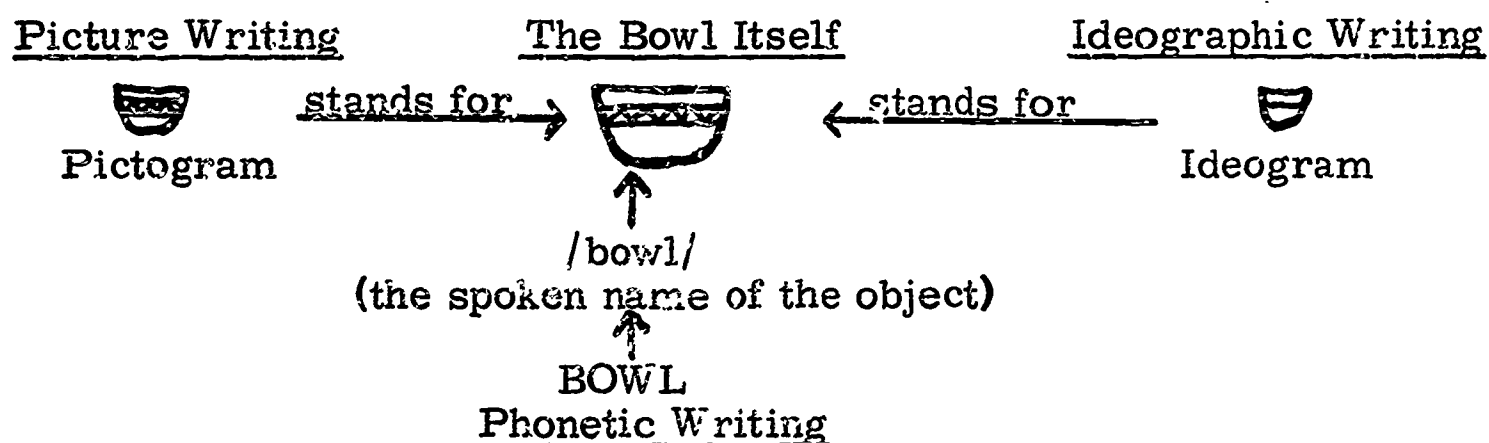 Picture Writing The Bowl Itself Ideographic Writing
stands for stands for
Pictogram Ideogram
/bowl/
(the spoken name of the object)
BOWL
Phonetic Writing